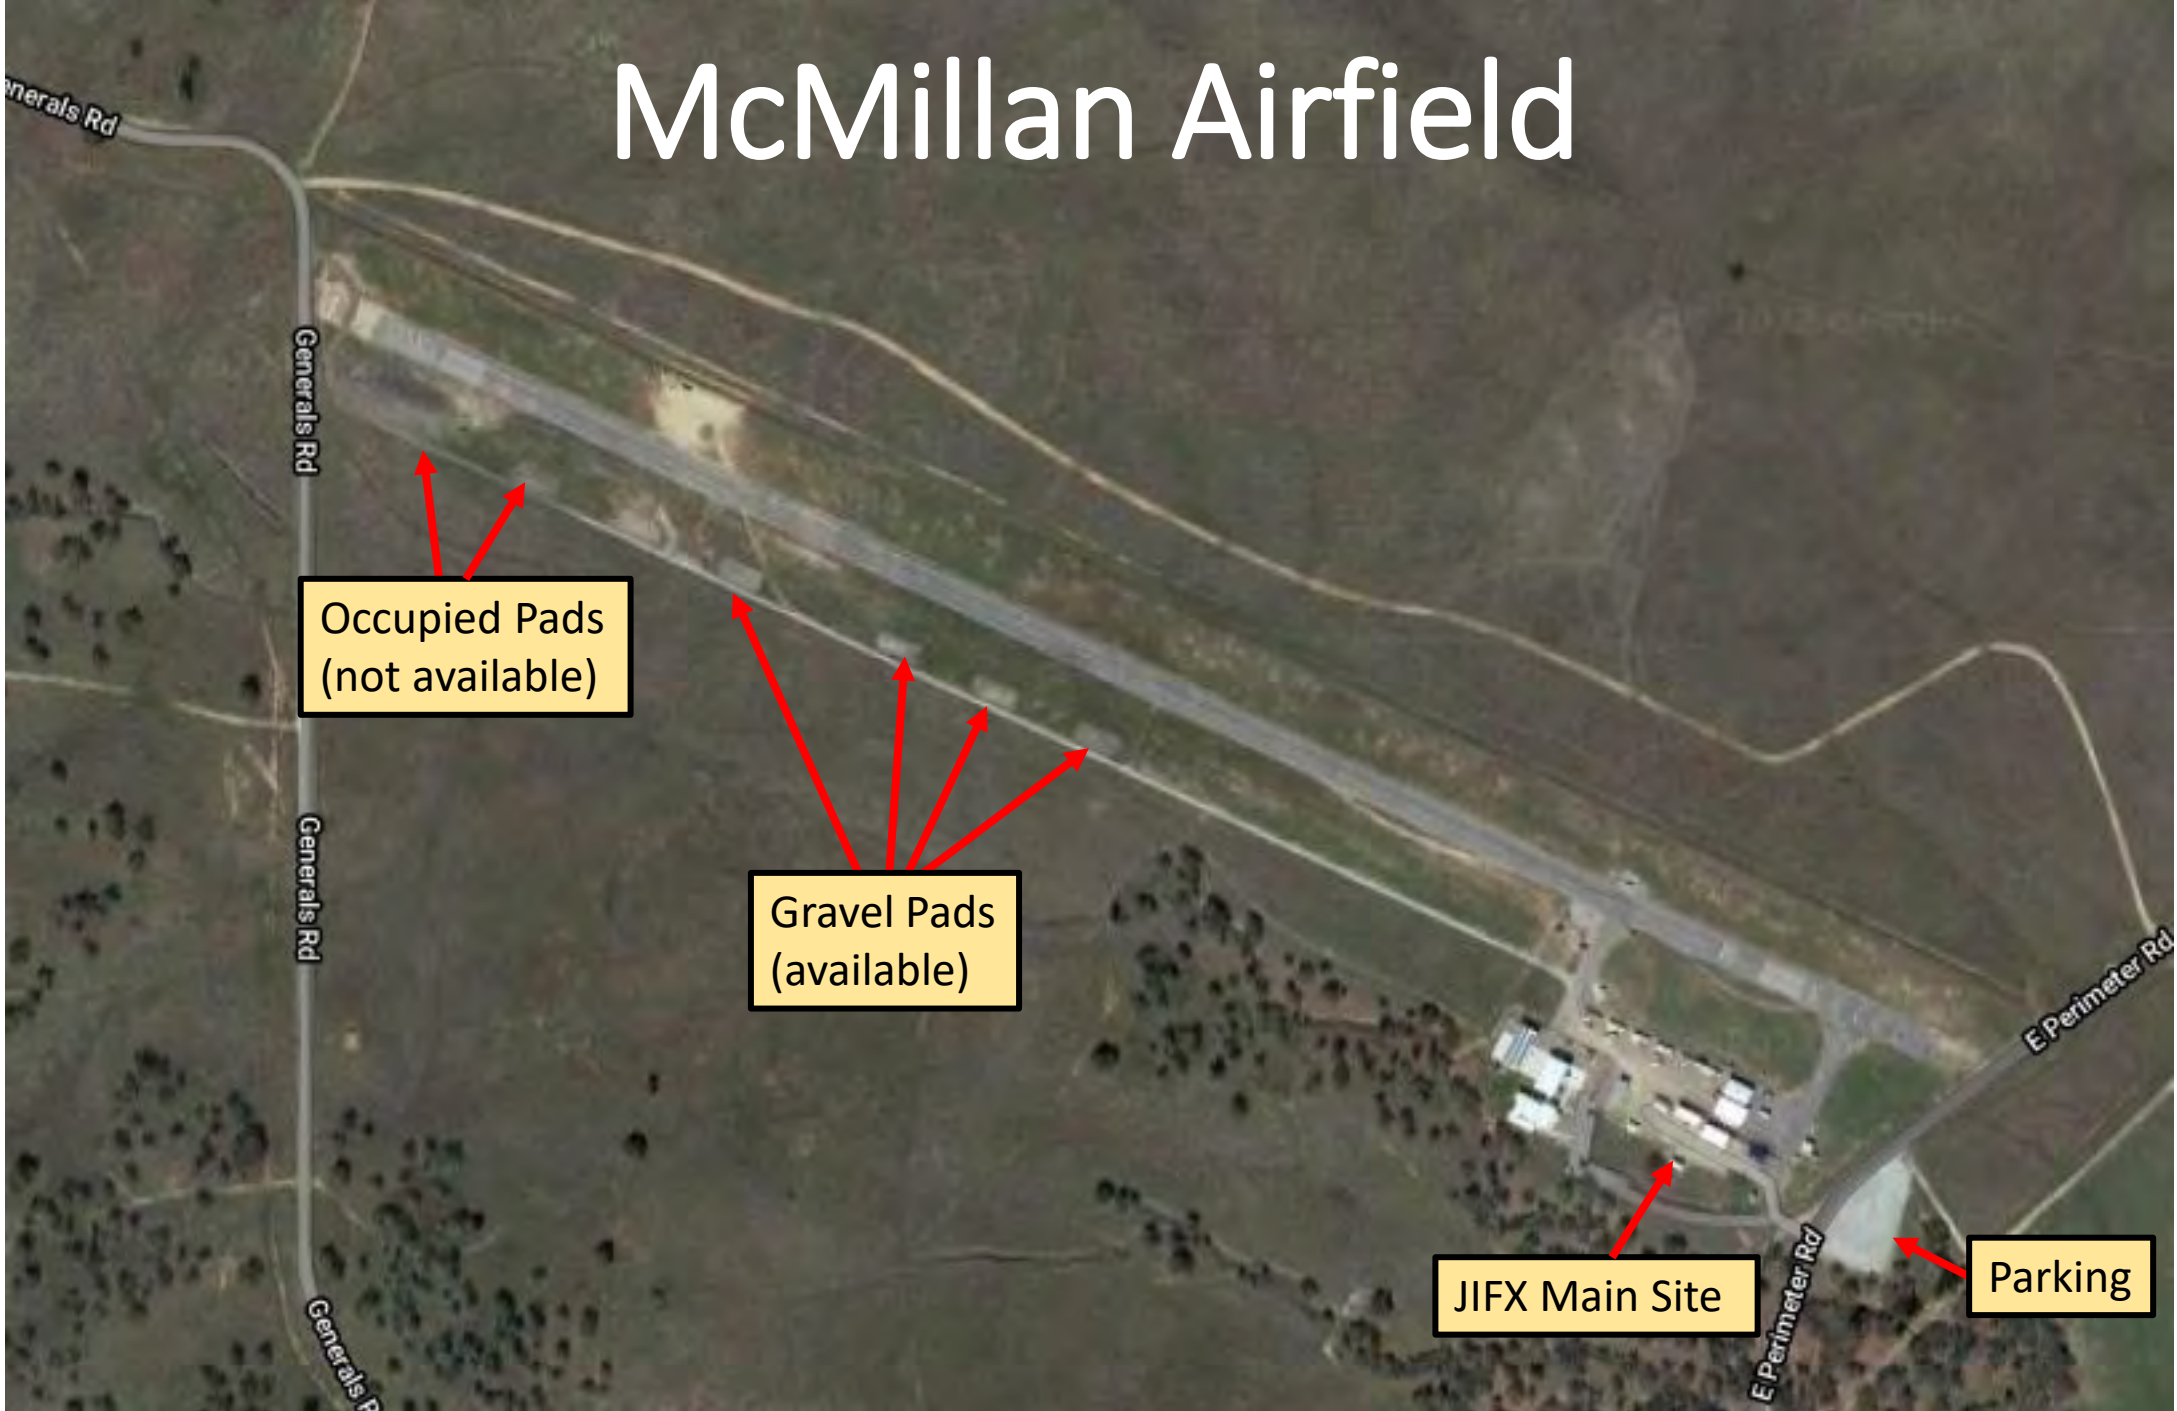 McMillan Airfield
nerals Rd
Generals Rd
Occupied Pads
(not available)
Generals Rd
Gravel Pads
(available)
E Perimeter Rd
JIFX Main Site
Parking
E Perimeter Rd
Generals R